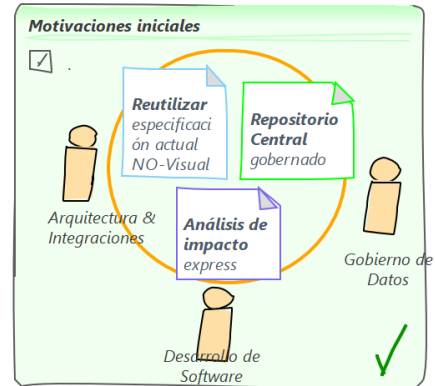 Motivaciones iniciales
.
Reutilizar
especificaci
ón actual
NO-Visual
Repositorio
Central
gobernado
Análisis de
impacto
express
Arquitectura &
Integraciones
Gobierno de
Datos
Desarrollo de
Software